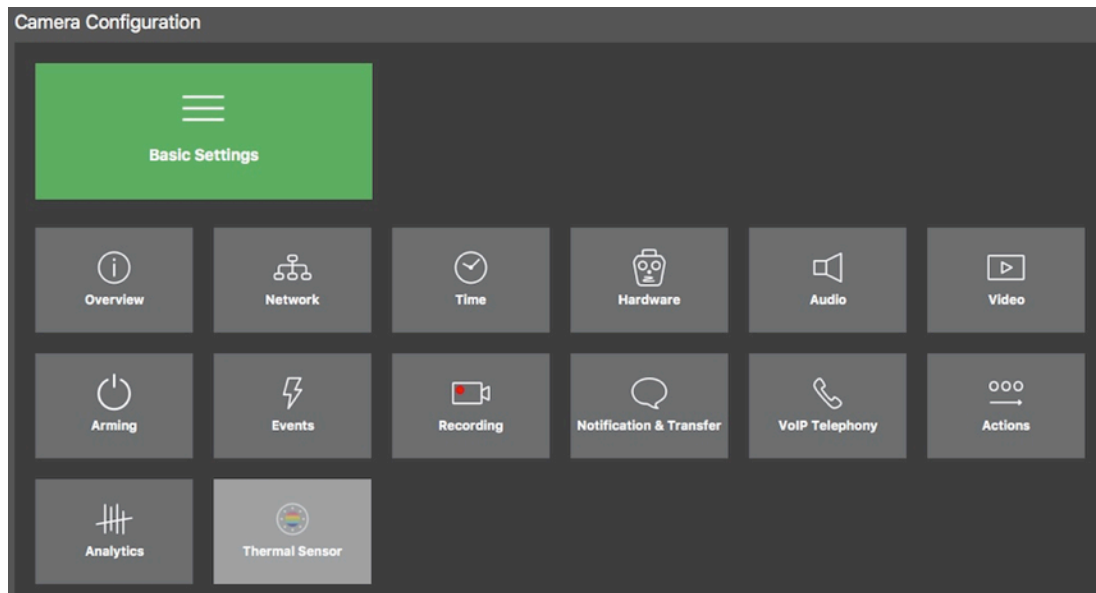 Camera Configuration
Basic Settings
Overview
Network
Time
Hardware
Audio
Video
Arming
Events
Recording
Notification & Transfer
VoIP Telephony
Actions
Analytics
Thermal Sensor